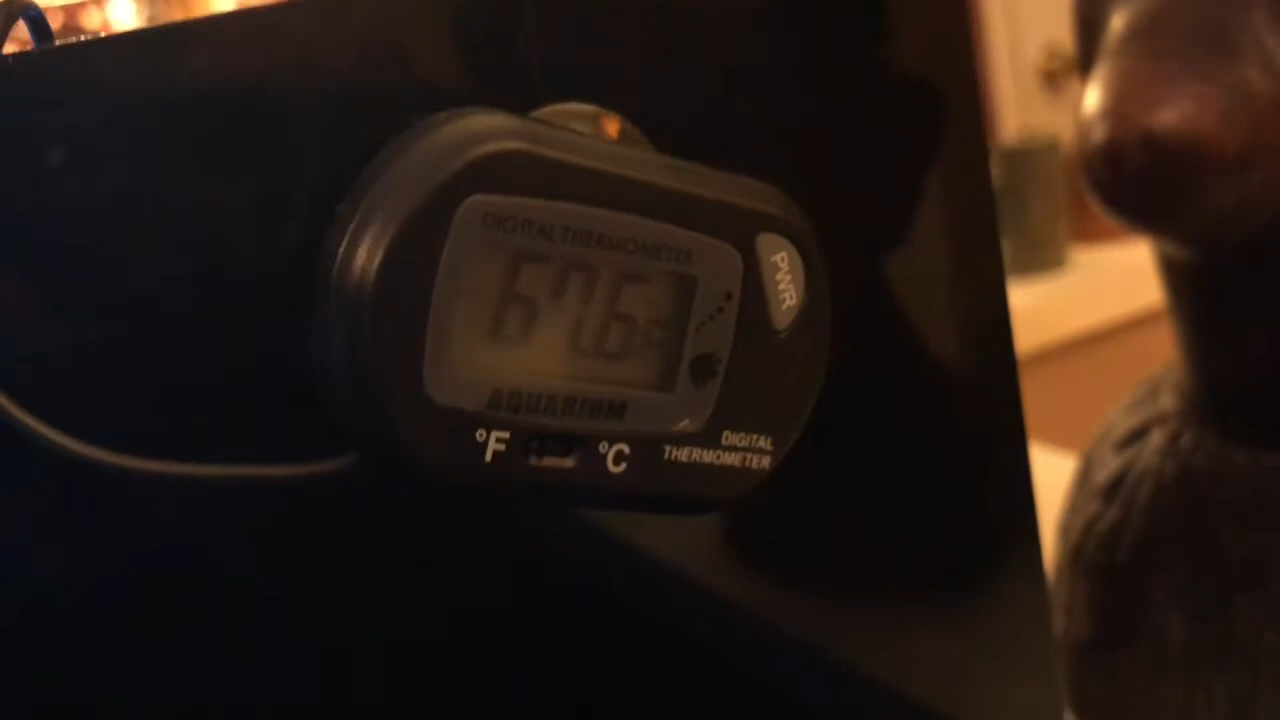 DIGITAL THERMOMETER
67.6°F
PWR
AQUARIUM
°F °C
DIGITAL
THERMOMETER